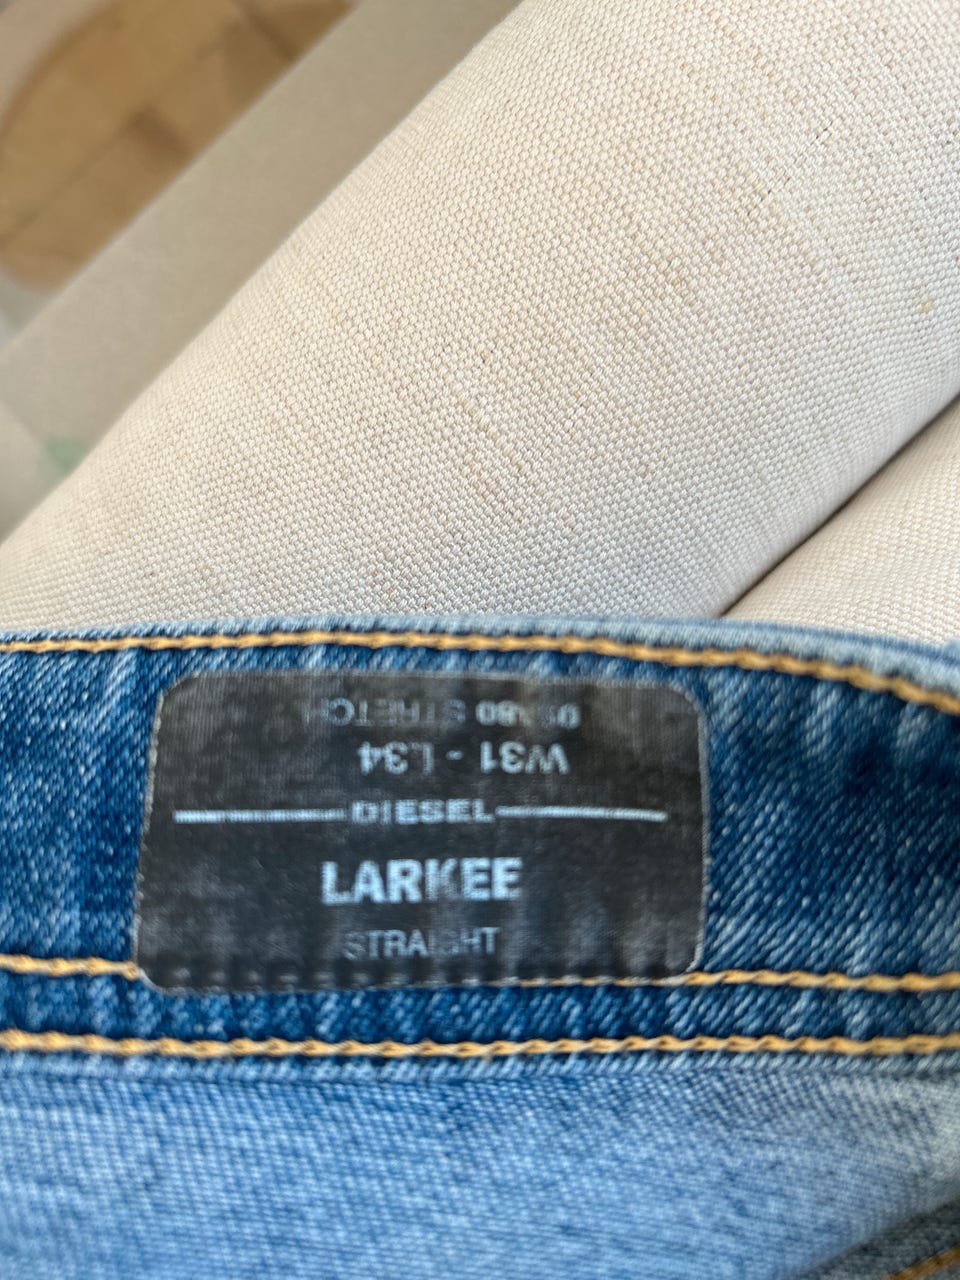 STRETCH
W31 - L34
DIESEL
LARKEE
STRAIGHT